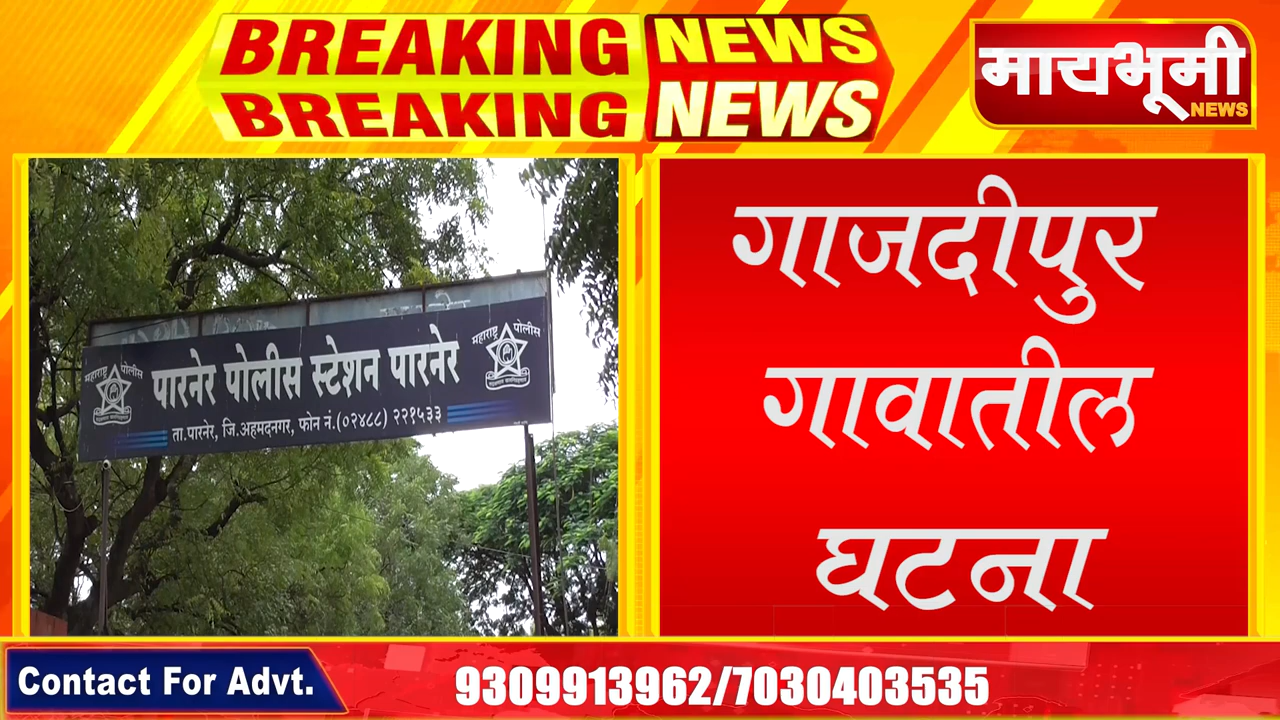 BREAKING NEWS
BREAKING NEWS
मायभूमी
NEWS
महाराष्ट्र पोलीस
पारनेर पोलीस स्टेशन पारनेर
महाराष्ट्र पोलीस
ता.पारनेर, जि.अहमदनगर, फोन नं.(०२४८८) २२१५३३
गाजदीपुर
गावातील
घटना
Contact For Advt.
9309913962/7030403535